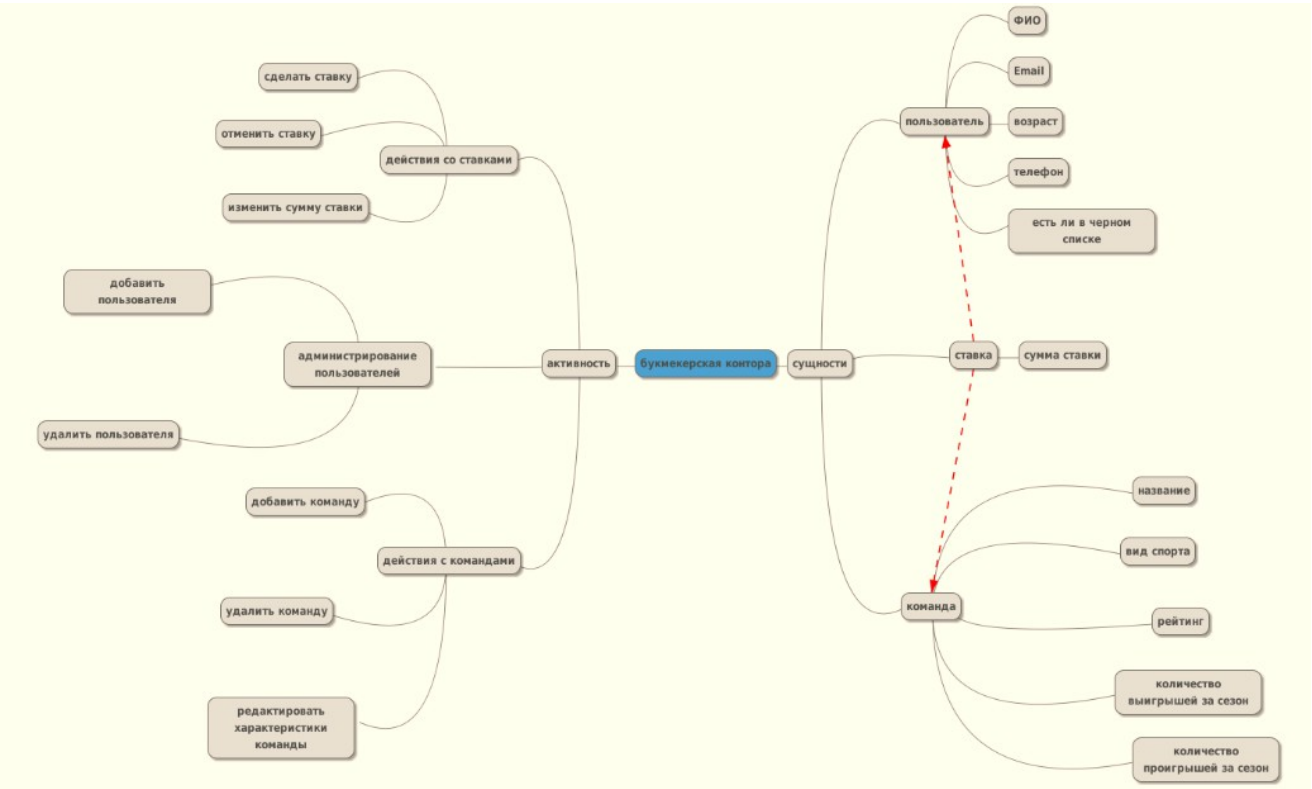 сделать ставку
отменить ставку
действия со ставками
изменить сумму ставки
добавить
пользователя
администрирование
пользователей
удалить пользователя
добавить команду
действия с командами
удалить команду
редактировать
характеристики
команды
активность
букмекерская контора
сущности
ФИО
Email
пользователь
возраст
телефон
есть ли в черном
списке
ставка
сумма ставки
название
вид спорта
команда
рейтинг
количество
выигрышей за сезон
количество
проигрышей за сезон